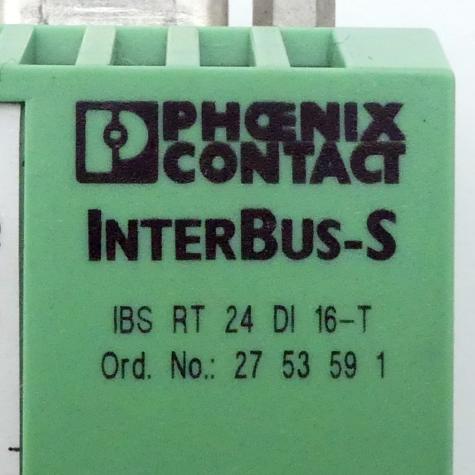 PHŒNIX
CONTACT
INTERBUS-S
IBS RT 24 DI 16-T
Ord. No.: 27 53 59 1